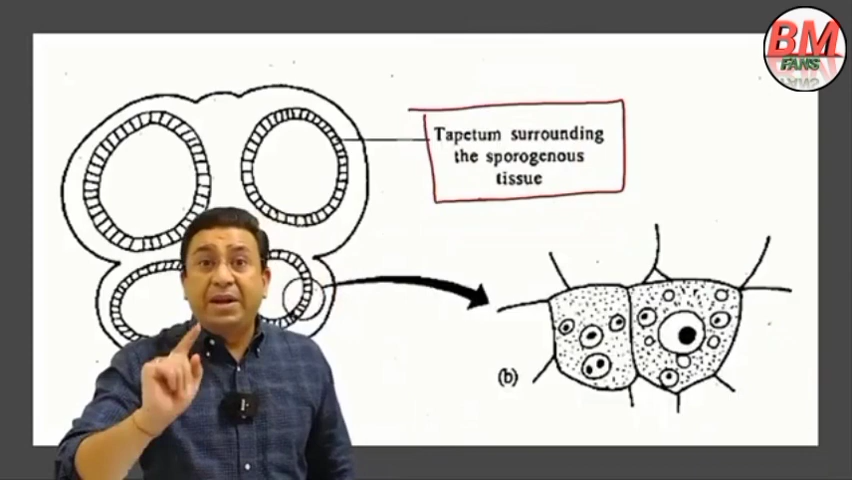 BM
FANS
Tapetum surrounding
the sporogenous
tissue
(b)